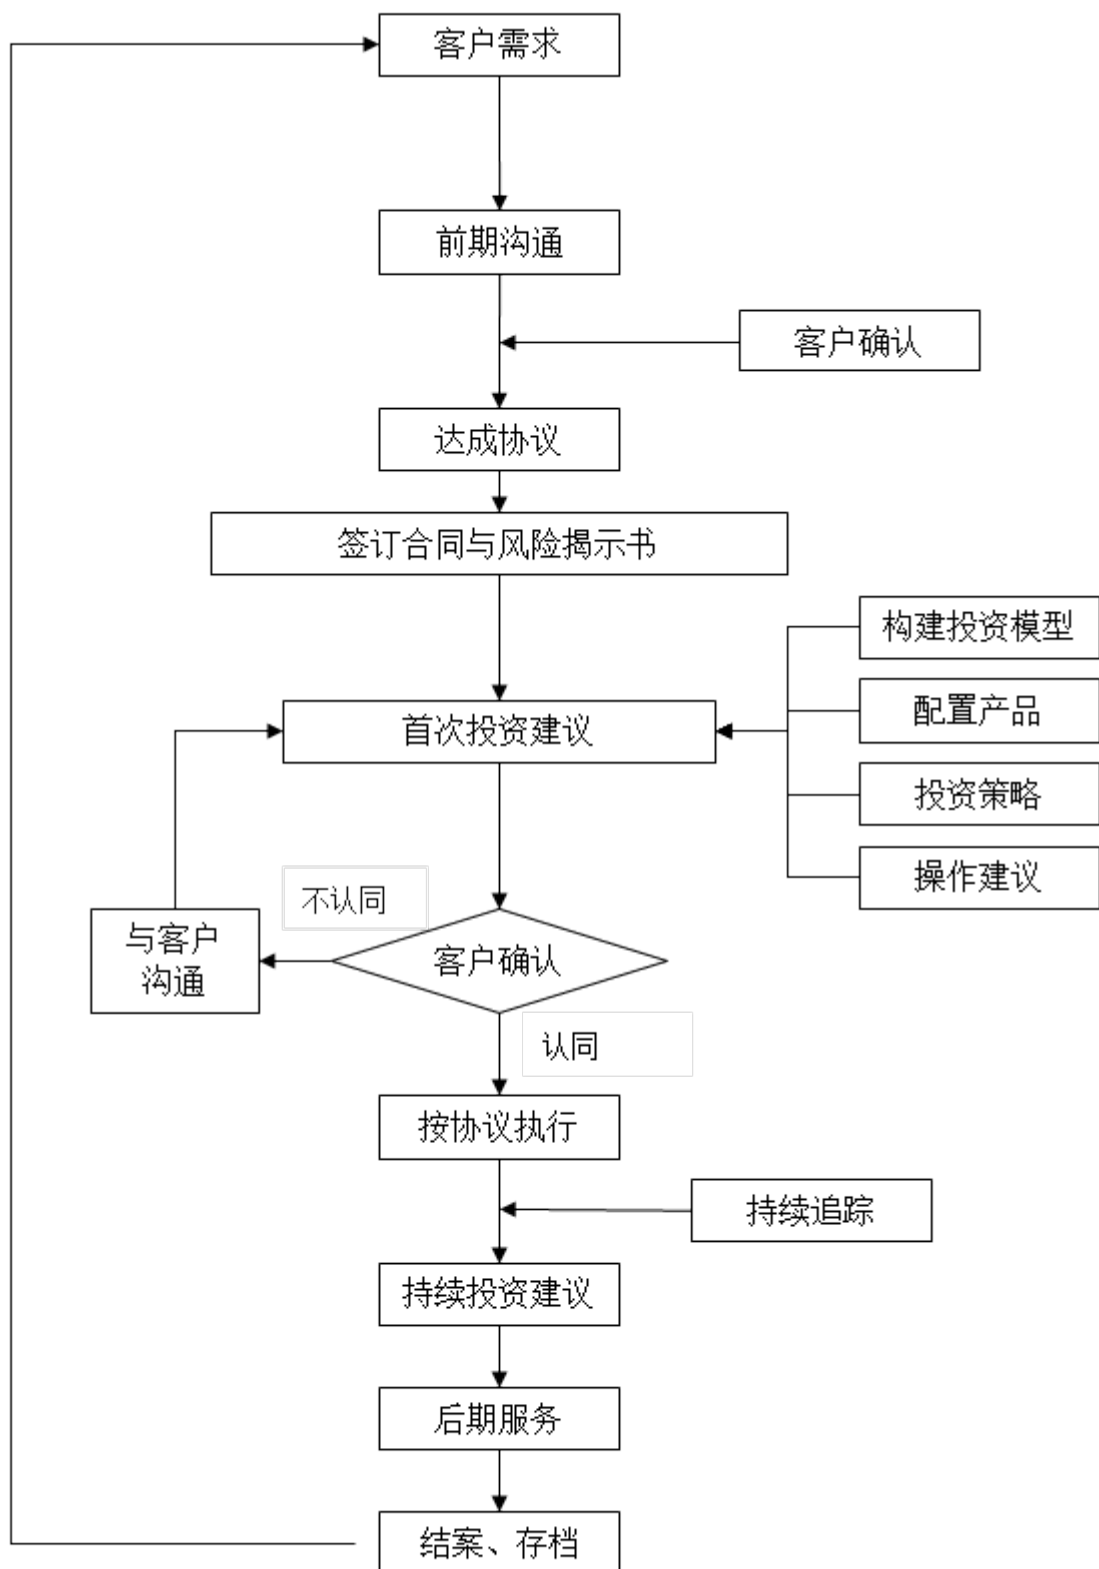 客户需求
前期沟通
客户确认
达成协议
签订合同与风险揭示书
构建投资模型
配置产品
首次投资建议
投资策略
操作建议
不认同
与客户
沟通
客户确认
认同
按协议执行
持续追踪
持续投资建议
后期服务
结案、存档